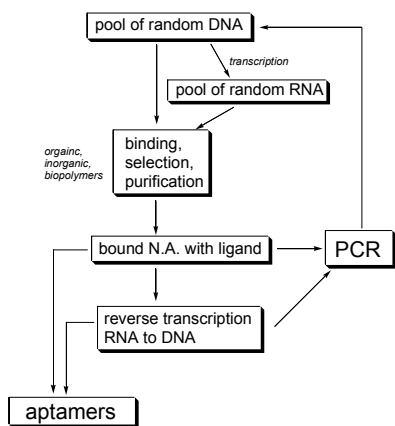 pool of random DNA
transcription
pool of random RNA
orgainc,
inorganic,
biopolymers
binding,
selection,
purification
bound N.A. with ligand
PCR
reverse transcription
RNA to DNA
aptamers